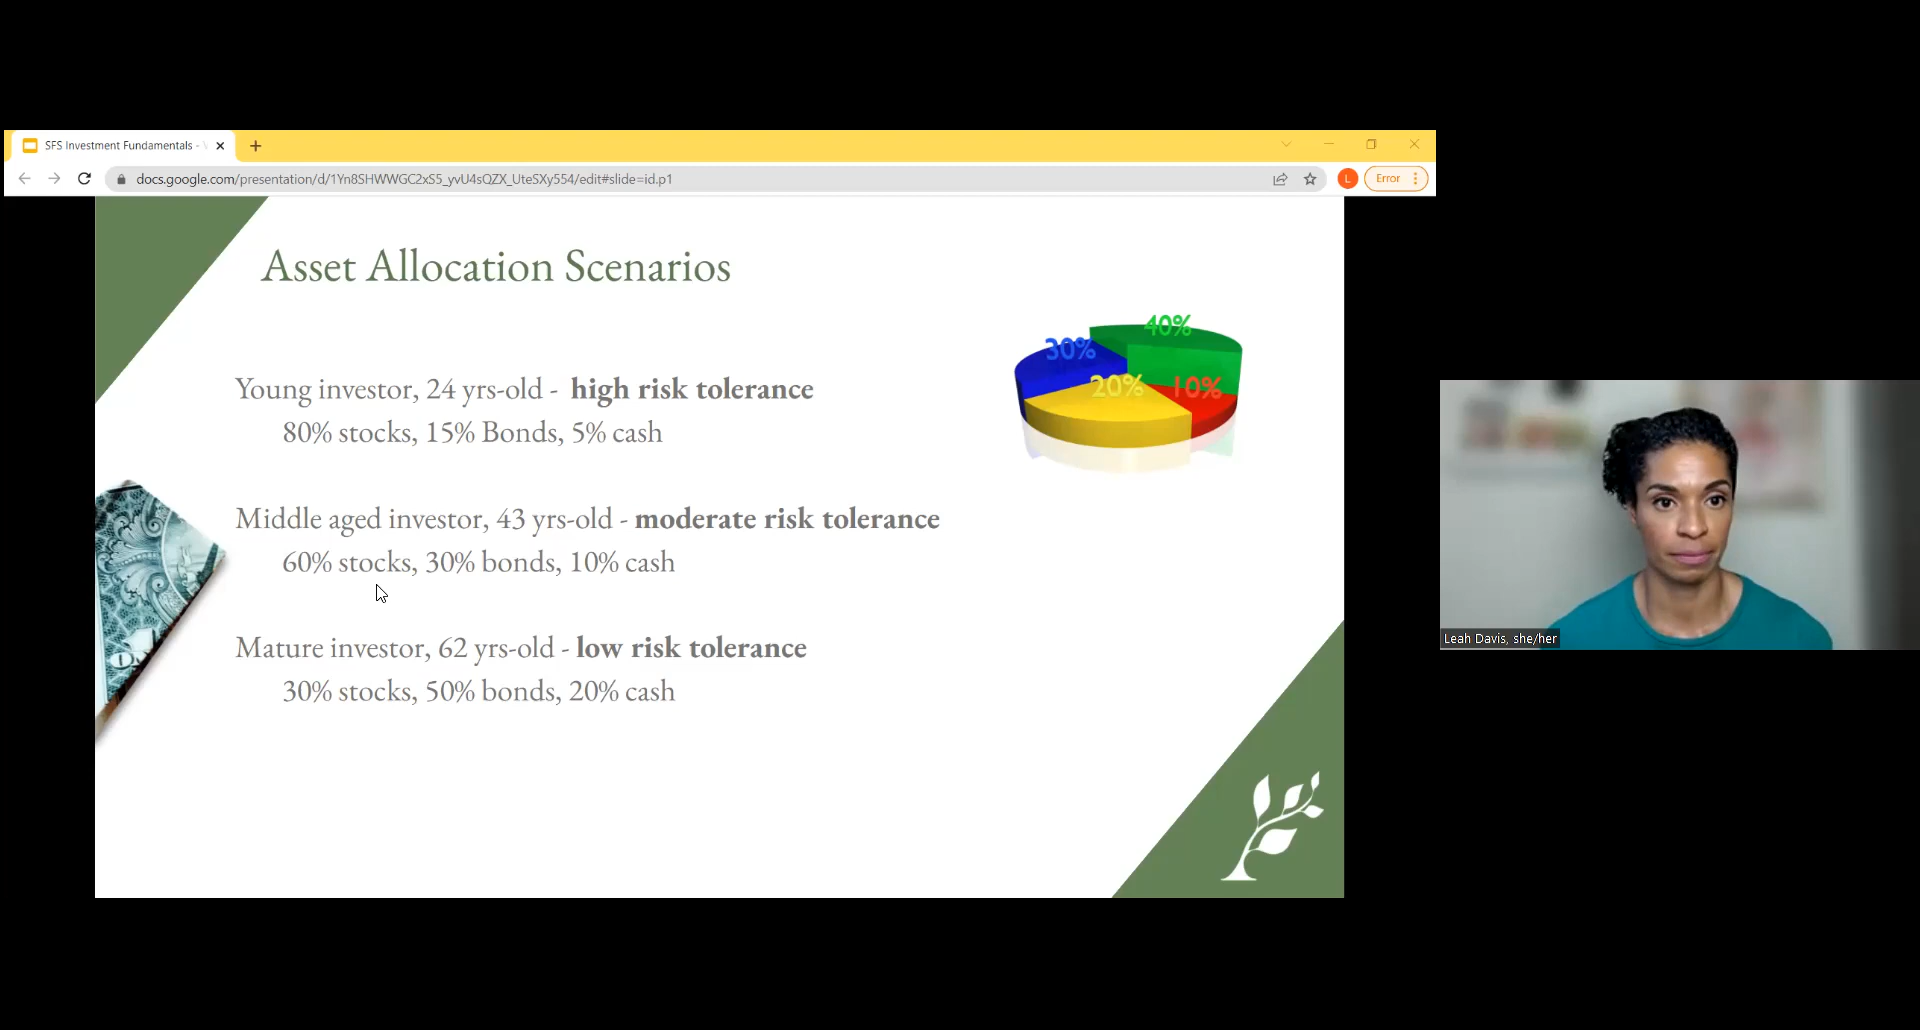 SFS Investment Fundamentals -
docs.google.com/presentation/d/1Yn8SHWWGC2xS5_yvU4sQZX_UteSXy554/edit#slide=id.p1
L
Error
Asset Allocation Scenarios
40%
30%
20%
10%
Young investor, 24 yrs-old - high risk tolerance
80% stocks, 15% Bonds, 5% cash
Middle aged investor, 43 yrs-old - moderate risk tolerance
60% stocks, 30% bonds, 10% cash
Mature investor, 62 yrs-old - low risk tolerance
30% stocks, 50% bonds, 20% cash
Leah Davis, she/her